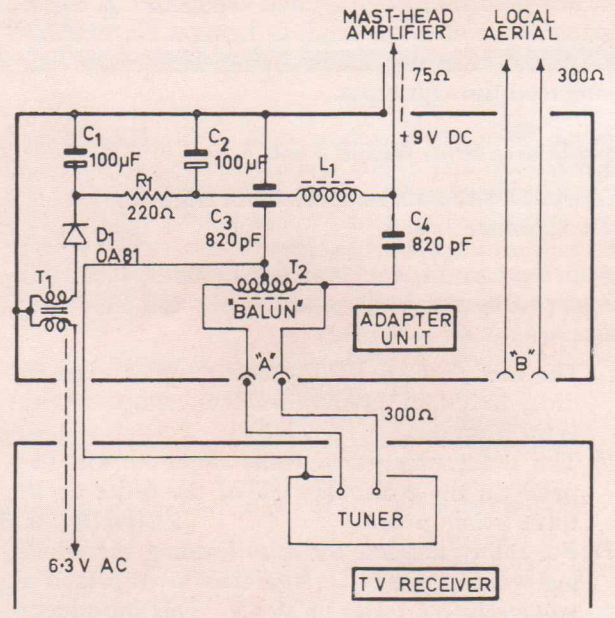 MAST-HEAD
AMPLIFIER
LOCAL
AERIAL
75Ω
300Ω
+9V DC
C1
100µF
C2
100µF
L1
R1
220Ω
C3
820pF
C4
820 pF
D1
OA81
T1
T2
"BALUN"
ADAPTER
UNIT
"A"
"B"
300Ω
TUNER
6·3V AC
TV RECEIVER